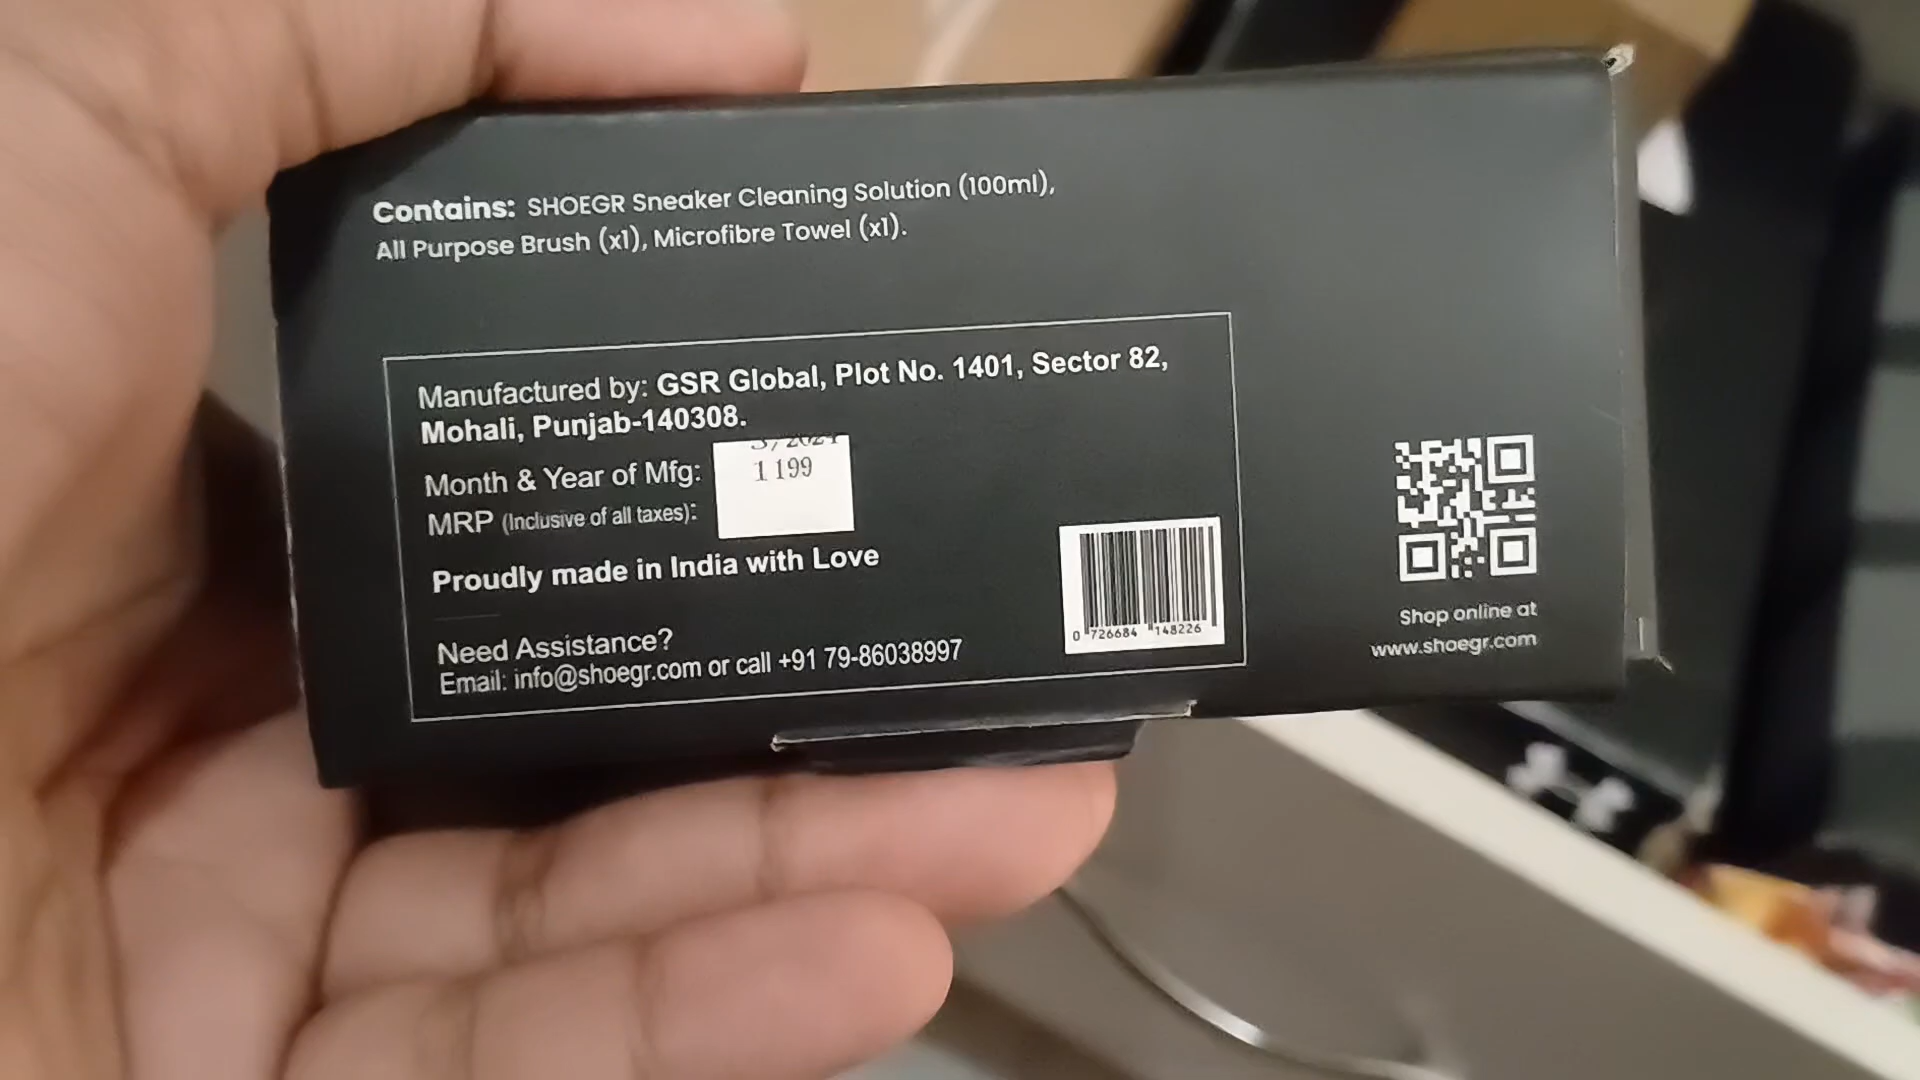 Contains: SHOEGR Sneaker Cleaning Solution (100ml),
All Purpose Brush (x1), Microfibre Towel (x1).
Manufactured by: GSR Global, Plot No. 1401, Sector 82,
Mohali, Punjab-140308.
Month & Year of Mfg:
MRP (Inclusive of all taxes):
1199
Proudly made in India with Love
Need Assistance?
Email: info@shoegr.com or call +91 79-86038997
0 726684 148226
Shop online at
www.shoegr.com